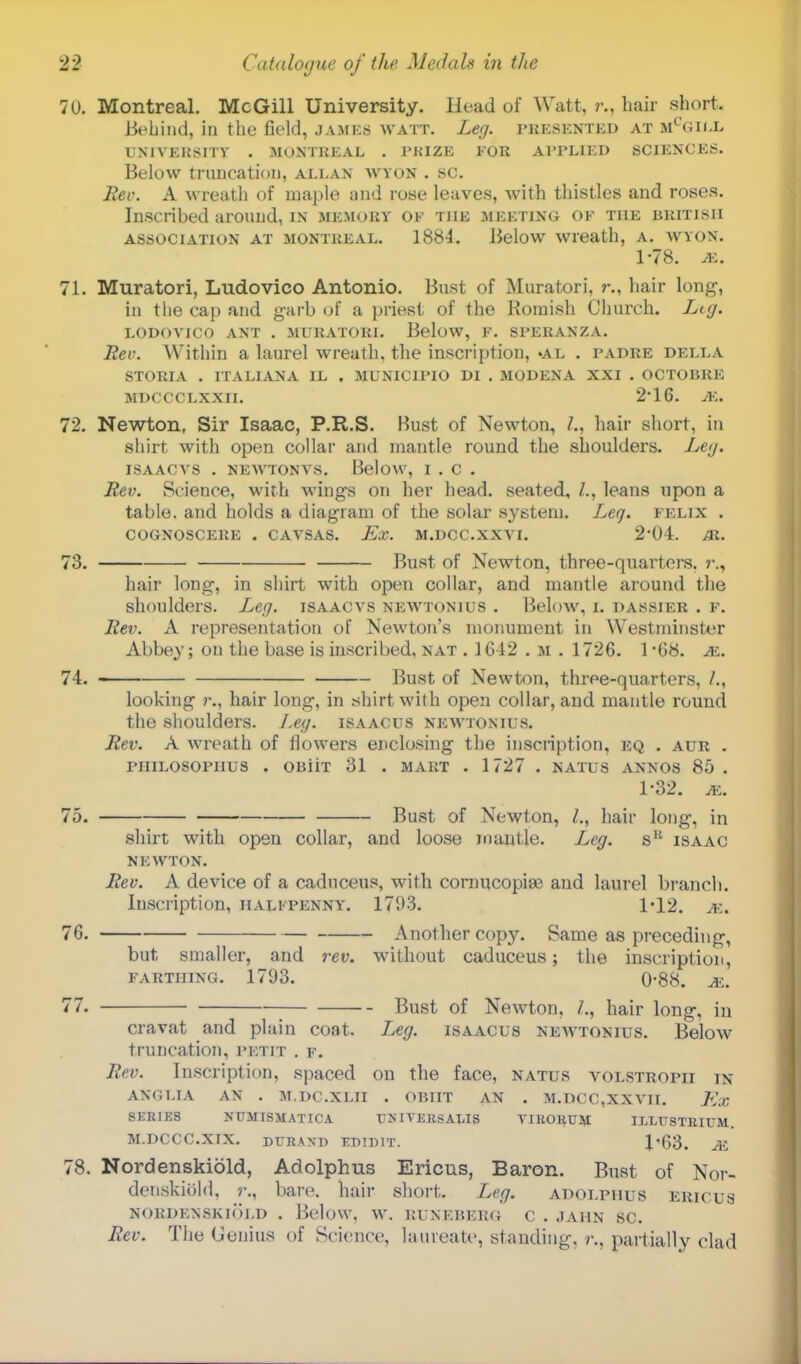 22 Catalogue of the Medals in the
70. Montreal. McGill University. Head of Watt, r., hair short.
Behind, in the field, JAMES WATT. Leg. PRESENTED AT MᶜGILL
UNIVERSITY . MONTREAL . PRIZE FOR APPLIED SCIENCES.
Below truncation, ALLAN WYON . SC.
Rev. A wreath of maple and rose leaves, with thistles and roses.
Inscribed around, IN MEMORY OF THE MEETING OF THE BRITISH
ASSOCIATION AT MONTREAL. 1884. Below wreath, A. WYON.
1·78. Æ.
71. Muratori, Ludovico Antonio. Bust of Muratori, r., hair long,
in the cap and garb of a priest of the Romish Church. Leg.
LODOVICO ANT . MURATORI. Below, F. SPERANZA.
Rev. Within a laurel wreath, the inscription, •AL . PADRE DELLA
STORIA . ITALIANA IL . MUNICIPIO DI . MODENA XXI . OCTOBRE
MDCCCLXXII. 2·16. Æ.
72. Newton, Sir Isaac, P.R.S. Bust of Newton, l., hair short, in
shirt with open collar and mantle round the shoulders. Leg.
ISAACVS . NEWTONVS. Below, I . C .
Rev. Science, with wings on her head. seated, l., leans upon a
table. and holds a diagram of the solar system. Leg. FELIX .
COGNOSCERE . CAVSAS. Ex. M.DCC.XXVI. 2·04. Æ.
73. ——— ——— ——— Bust of Newton, three-quarters. r.,
hair long, in shirt with open collar, and mantle around the
shoulders. Leg. ISAACVS NEWTONIUS . Below, I. DASSIER . F.
Rev. A representation of Newton's monument in Westminster
Abbey; on the base is inscribed, NAT . 1642 . M . 1726. 1·68. Æ.
74. ——— ——— ——— Bust of Newton, three-quarters, l.,
looking r., hair long, in shirt with open collar, and mantle round
the shoulders. Leg. ISAACUS NEWTONIUS.
Rev. A wreath of flowers enclosing the inscription, EQ . AUR .
PHILOSOPHUS . OBiiT 31 . MART . 1727 . NATUS ANNOS 85 .
1·32. Æ.
75. ——— ——— ——— Bust of Newton, l., hair long, in
shirt with open collar, and loose mantle. Leg. Sᴿ ISAAC
NEWTON.
Rev. A device of a caduceus, with cornucopiæ and laurel branch.
Inscription, HALFPENNY. 1793. 1·12. Æ.
76. ——— ——— ——— Another copy. Same as preceding,
but smaller, and rev. without caduceus; the inscription,
FARTHING. 1793. 0·88. Æ.
77. ——— ——— ——— Bust of Newton, l., hair long, in
cravat and plain coat. Leg. ISAACUS NEWTONIUS. Below
truncation, PETIT . F.
Rev. Inscription, spaced on the face, NATUS VOLSTROPII IN
ANGLIA AN . M.DC.XLII . OBIIT AN . M.DCC,XXVII. Ex
SERIES NUMISMATICA UNIVERSALIS VIRORUM ILLUSTRIUM.
M.DCCC.XIX. DURAND EDIDIT. 1·63. Æ
78. Nordenskiöld, Adolphus Ericus, Baron. Bust of Nor-
denskiöld, r., bare. hair short. Leg. ADOLPHUS ERICUS
NORDENSKIÖLD . Below, W. RUNEBERG C . JAHN SC.
Rev. The Genius of Science, laureate, standing, r., partially clad